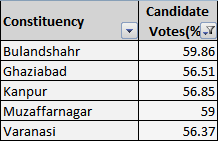 Constituency Candidate Votes(%
Bulandshahr 59.86
Ghaziabad 56.51
Kanpur 56.85
Muzaffarnagar 59
Varanasi 56.37